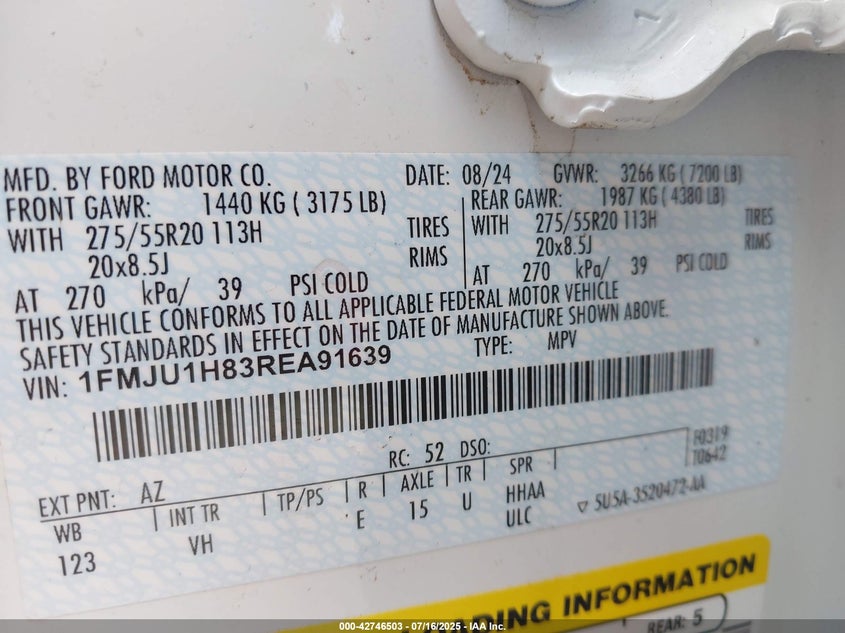 MFD. BY FORD MOTOR CO.
DATE: 08/24 GVWR: 3266 KG ( 7200 LB)
FRONT GAWR: 1440 KG ( 3175 LB)
WITH 275/55R20 113H TIRES
20x8.5J RIMS
AT 270 kPa/ 39 PSI COLD
REAR GAWR: 1987 KG ( 4380 LB)
WITH 275/55R20 113H TIRES
20x8.5J RIMS
AT 270 kPa/ 39 PSI COLD
THIS VEHICLE CONFORMS TO ALL APPLICABLE FEDERAL MOTOR VEHICLE
SAFETY STANDARDS IN EFFECT ON THE DATE OF MANUFACTURE SHOWN ABOVE.
VIN: 1FMJU1H83REA91639 TYPE: MPV
RC: 52 DSO: F0319
T0642
EXT PNT: AZ
WB INT TR TP/PS R AXLE TR SPR
123 VH E 15 U HHAA
ULC
5U5A-3520472-AA
LOADING INFORMATION
REAR: 5
000-42746503 - 07/16/2025 - IAA Inc.